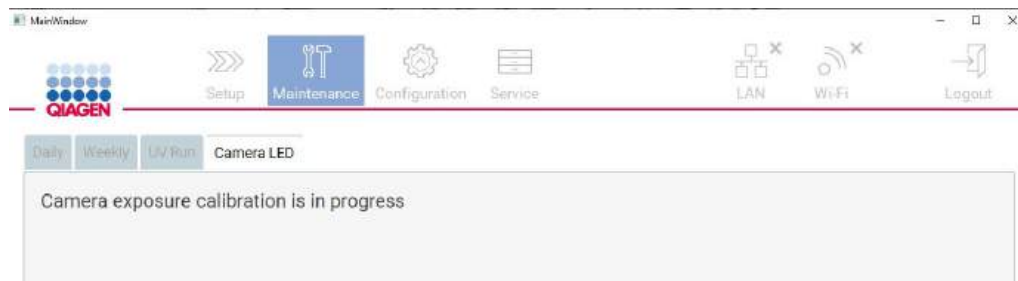 MainWindow
QIAGEN
Setup
Maintenance
Configuration
Service
LAN
Wi-Fi
Logout
Daily
Weekly
UV Run
Camera LED
Camera exposure calibration is in progress